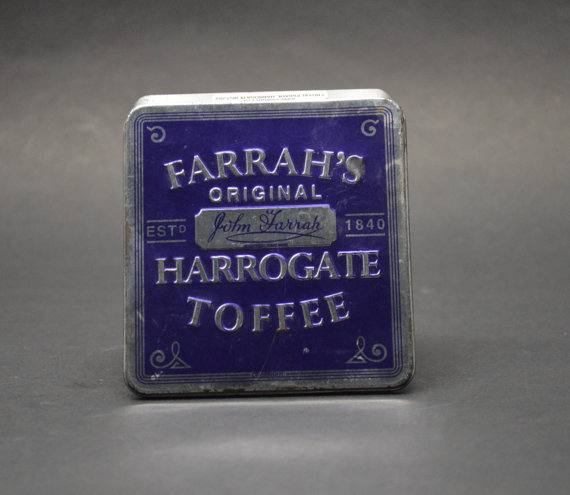 FARRAH'S
ORIGINAL
ESTD John Farrah 1840
HARROGATE
TOFFEE